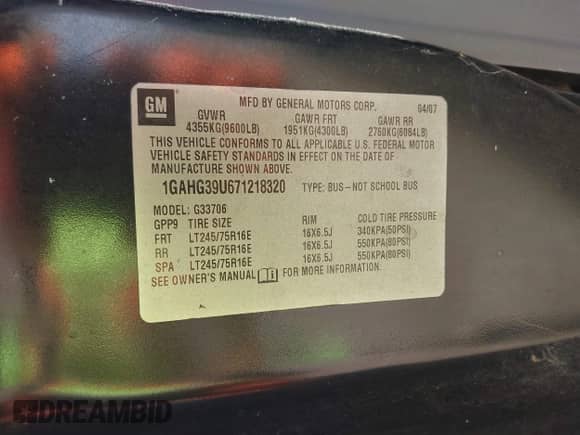 GM
MFD BY GENERAL MOTORS CORP. 04/07
GVWR GAWR FRT GAWR RR
4355KG(9600LB) 1951KG(4300LB) 2760KG(6084LB)
THIS VEHICLE CONFORMS TO ALL APPLICABLE U.S. FEDERAL MOTOR
VEHICLE SAFETY STANDARDS IN EFFECT ON THE DATE OF
MANUFACTURE SHOWN ABOVE.
1GAHG39U671218320 TYPE: BUS-NOT SCHOOL BUS
MODEL: G33706
GPP9 TIRE SIZE RIM COLD TIRE PRESSURE
FRT LT245/75R16E 16X6.5J 340KPA(50PSI)
RR LT245/75R16E 16X6.5J 550KPA(80PSI)
SPA LT245/75R16E 16X6.5J 550KPA(80PSI)
SEE OWNER'S MANUAL FOR MORE INFORMATION.
DREAMBID